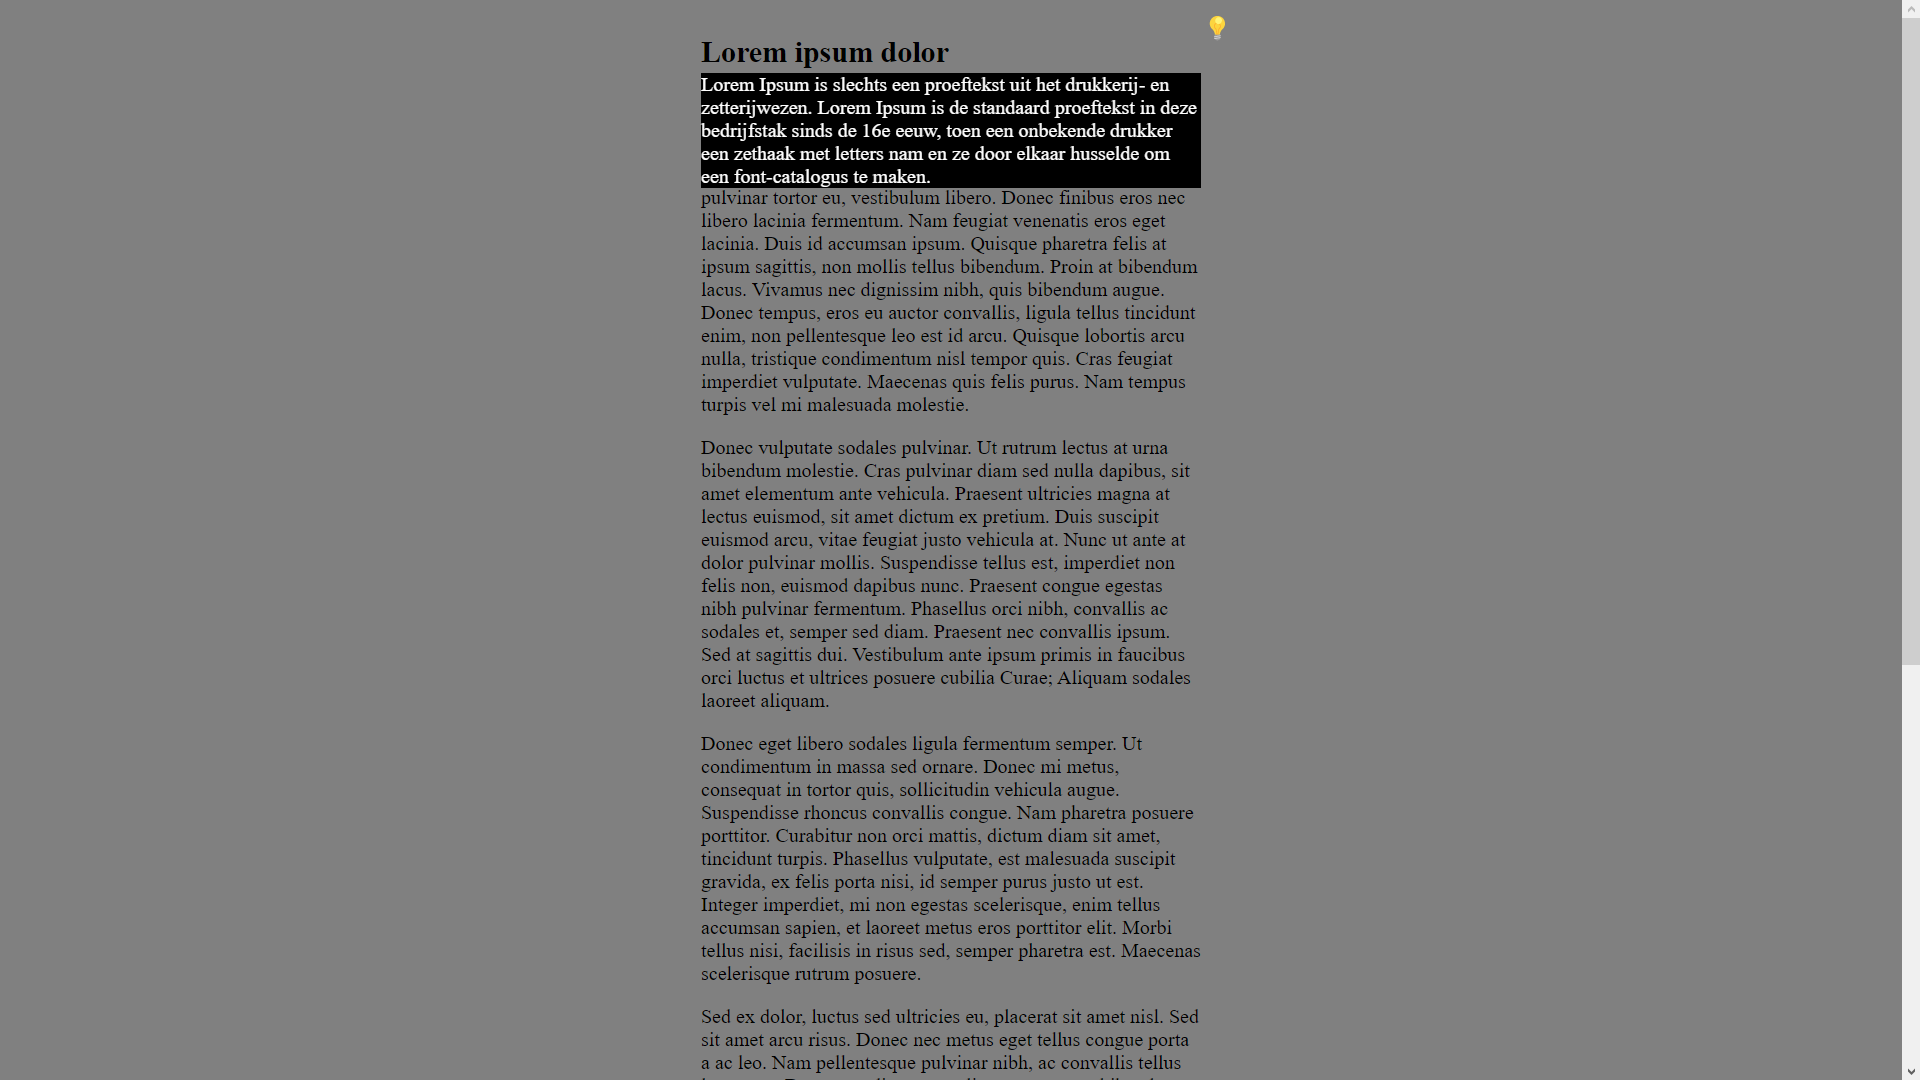 Lorem ipsum dolor
Lorem Ipsum is slechts een proeftekst uit het drukkerij- en
zetterijwezen. Lorem Ipsum is de standaard proeftekst in deze
bedrijfstak sinds de 16e eeuw, toen een onbekende drukker
een zethaak met letters nam en ze door elkaar husselde om
een font-catalogus te maken.
pulvinar tortor eu, vestibulum libero. Donec finibus eros nec
libero lacinia fermentum. Nam feugiat venenatis eros eget
lacinia. Duis id accumsan ipsum. Quisque pharetra felis at
ipsum sagittis, non mollis tellus bibendum. Proin at bibendum
lacus. Vivamus nec dignissim nibh, quis bibendum augue.
Donec tempus, eros eu auctor convallis, ligula tellus tincidunt
enim, non pellentesque leo est id arcu. Quisque lobortis arcu
nulla, tristique condimentum nisl tempor quis. Cras feugiat
imperdiet vulputate. Maecenas quis felis purus. Nam tempus
turpis vel mi malesuada molestie.
Donec vulputate sodales pulvinar. Ut rutrum lectus at urna
bibendum molestie. Cras pulvinar diam sed nulla dapibus, sit
amet elementum ante vehicula. Praesent ultricies magna at
lectus euismod, sit amet dictum ex pretium. Duis suscipit
euismod arcu, vitae feugiat justo vehicula at. Nunc ut ante at
dolor pulvinar mollis. Suspendisse tellus est, imperdiet non
felis non, euismod dapibus nunc. Praesent congue egestas
nibh pulvinar fermentum. Phasellus orci nibh, convallis ac
sodales et, semper sed diam. Praesent nec convallis ipsum.
Sed at sagittis dui. Vestibulum ante ipsum primis in faucibus
orci luctus et ultrices posuere cubilia Curae; Aliquam sodales
laoreet aliquam.
Donec eget libero sodales ligula fermentum semper. Ut
condimentum in massa sed ornare. Donec mi metus,
consequat in tortor quis, sollicitudin vehicula augue.
Suspendisse rhoncus convallis congue. Nam pharetra posuere
porttitor. Curabitur non orci mattis, dictum diam sit amet,
tincidunt turpis. Phasellus vulputate, est malesuada suscipit
gravida, ex felis porta nisi, id semper purus justo ut est.
Integer imperdiet, mi non egestas scelerisque, enim tellus
accumsan sapien, et laoreet metus eros porttitor elit. Morbi
tellus nisi, facilisis in risus sed, semper pharetra est. Maecenas
scelerisque rutrum posuere.
Sed ex dolor, luctus sed ultricies eu, placerat sit amet nisl. Sed
sit amet arcu risus. Donec nec metus eget tellus congue porta
a ac leo. Nam pellentesque pulvinar nibh, ac convallis tellus